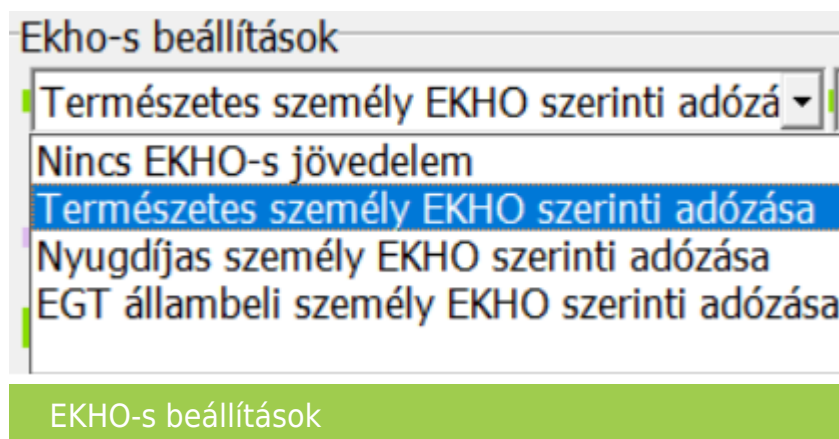 Ekho-s beállítások
Természetes személy EKHO szerinti adózá
Nincs EKHO-s jövedelem
Természetes személy EKHO szerinti adózása
Nyugdíjas személy EKHO szerinti adózása
EGT állambeli személy EKHO szerinti adózása
EKHO-s beállítások